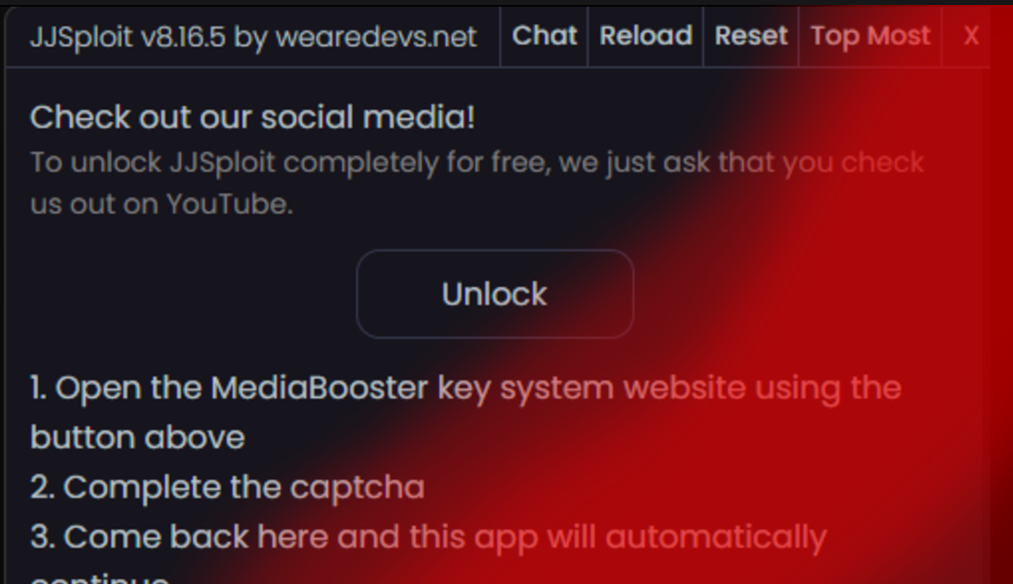 JJSploit v8.16.5 by wearedevs.net Chat Reload Reset Top Most X
Check out our social media!
To unlock JJSploit completely for free, we just ask that you check
us out on YouTube.
Unlock
1. Open the MediaBooster key system website using the
button above
2. Complete the captcha
3. Come back here and this app will automatically
continue